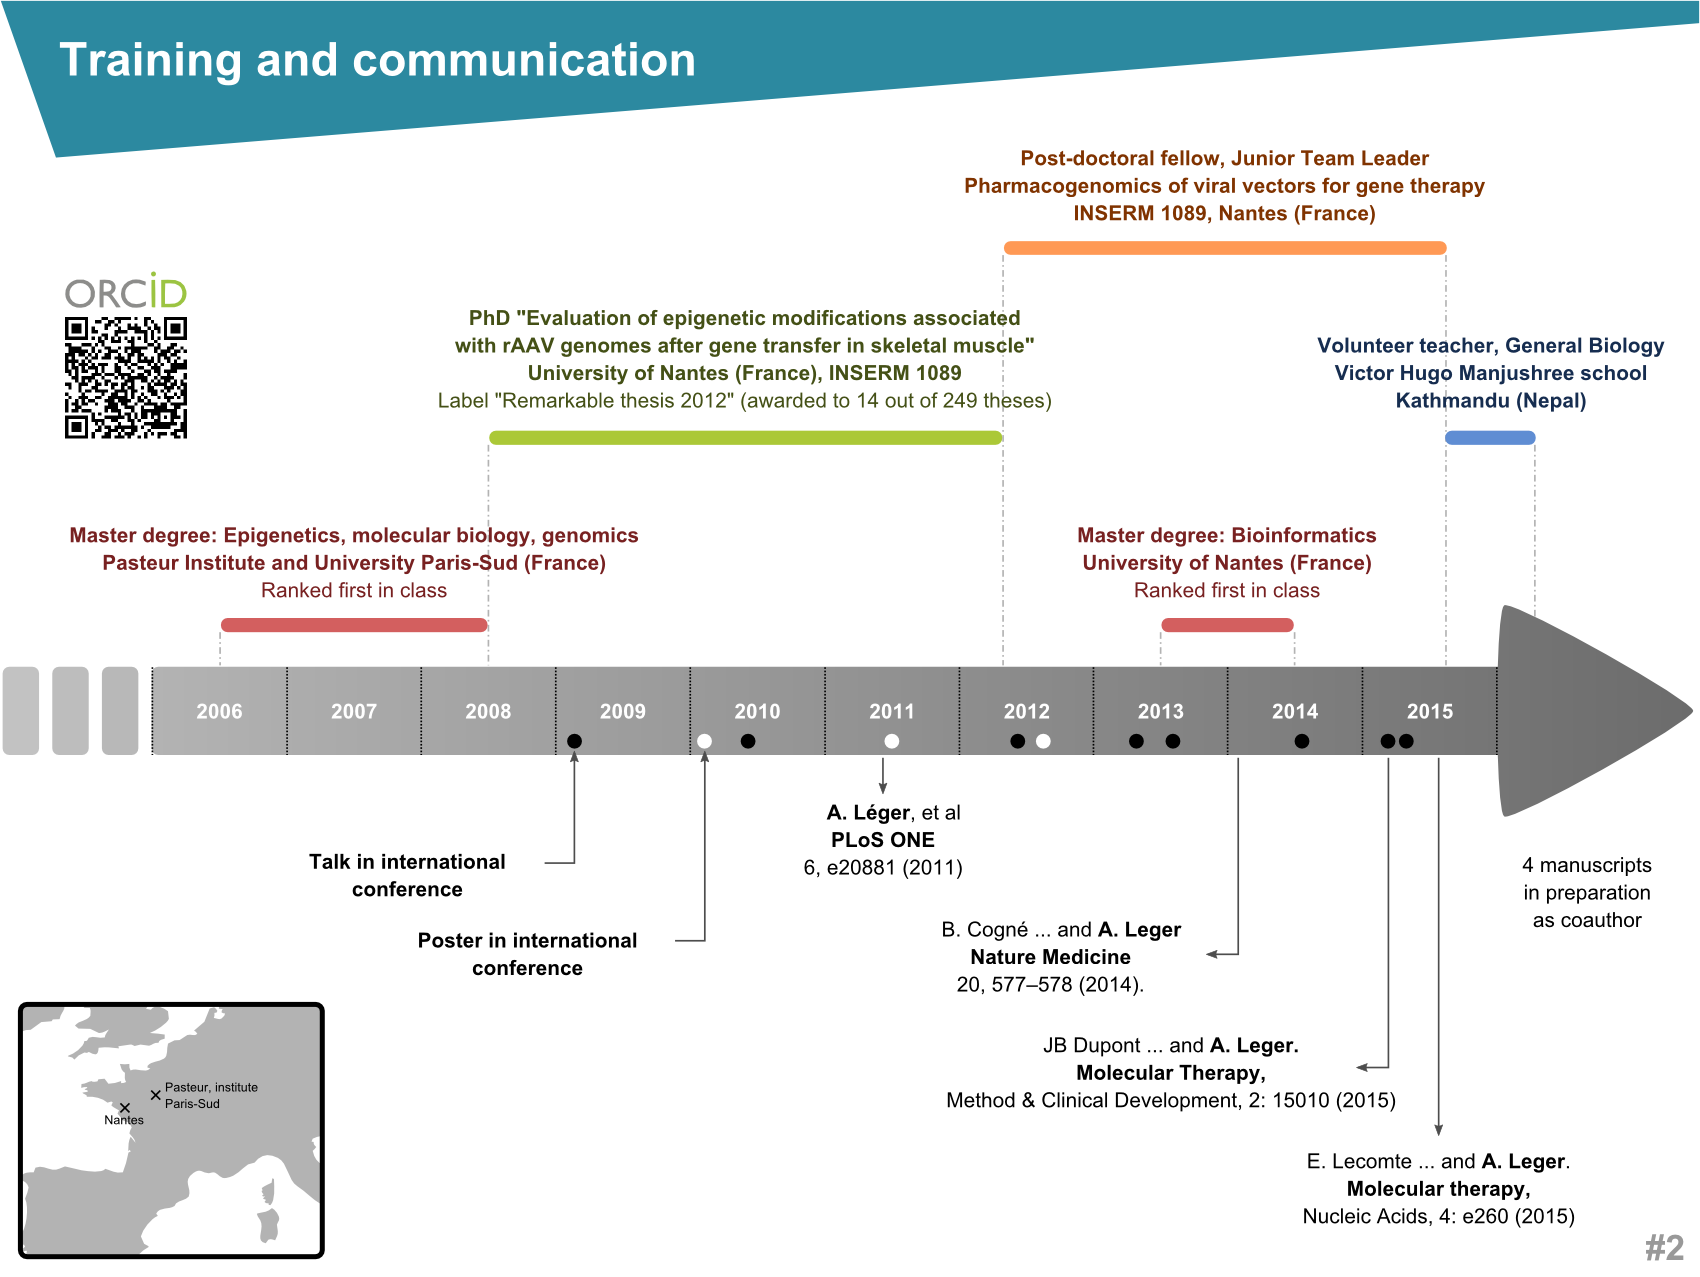 Training and communication
Post-doctoral fellow, Junior Team Leader
Pharmacogenomics of viral vectors for gene therapy
INSERM 1089, Nantes (France)
ORCiD
PhD "Evaluation of epigenetic modifications associated
with rAAV genomes after gene transfer in skeletal muscle"
University of Nantes (France), INSERM 1089
Label "Remarkable thesis 2012" (awarded to 14 out of 249 theses)
Volunteer teacher, General Biology
Victor Hugo Manjushree school
Kathmandu (Nepal)
Master degree: Epigenetics, molecular biology, genomics
Pasteur Institute and University Paris-Sud (France)
Ranked first in class
Master degree: Bioinformatics
University of Nantes (France)
Ranked first in class
2006
2007
2008
2009
2010
2011
2012
2013
2014
2015
Talk in international
conference
Poster in international
conference
A. Léger, et al
PLoS ONE
6, e20881 (2011)
B. Cogné ... and A. Leger
Nature Medicine
20, 577–578 (2014).
JB Dupont ... and A. Leger.
Molecular Therapy,
Method & Clinical Development, 2: 15010 (2015)
E. Lecomte ... and A. Leger.
Molecular therapy,
Nucleic Acids, 4: e260 (2015)
4 manuscripts
in preparation
as coauthor
Pasteur, institute
Paris-Sud
Nantes
#2